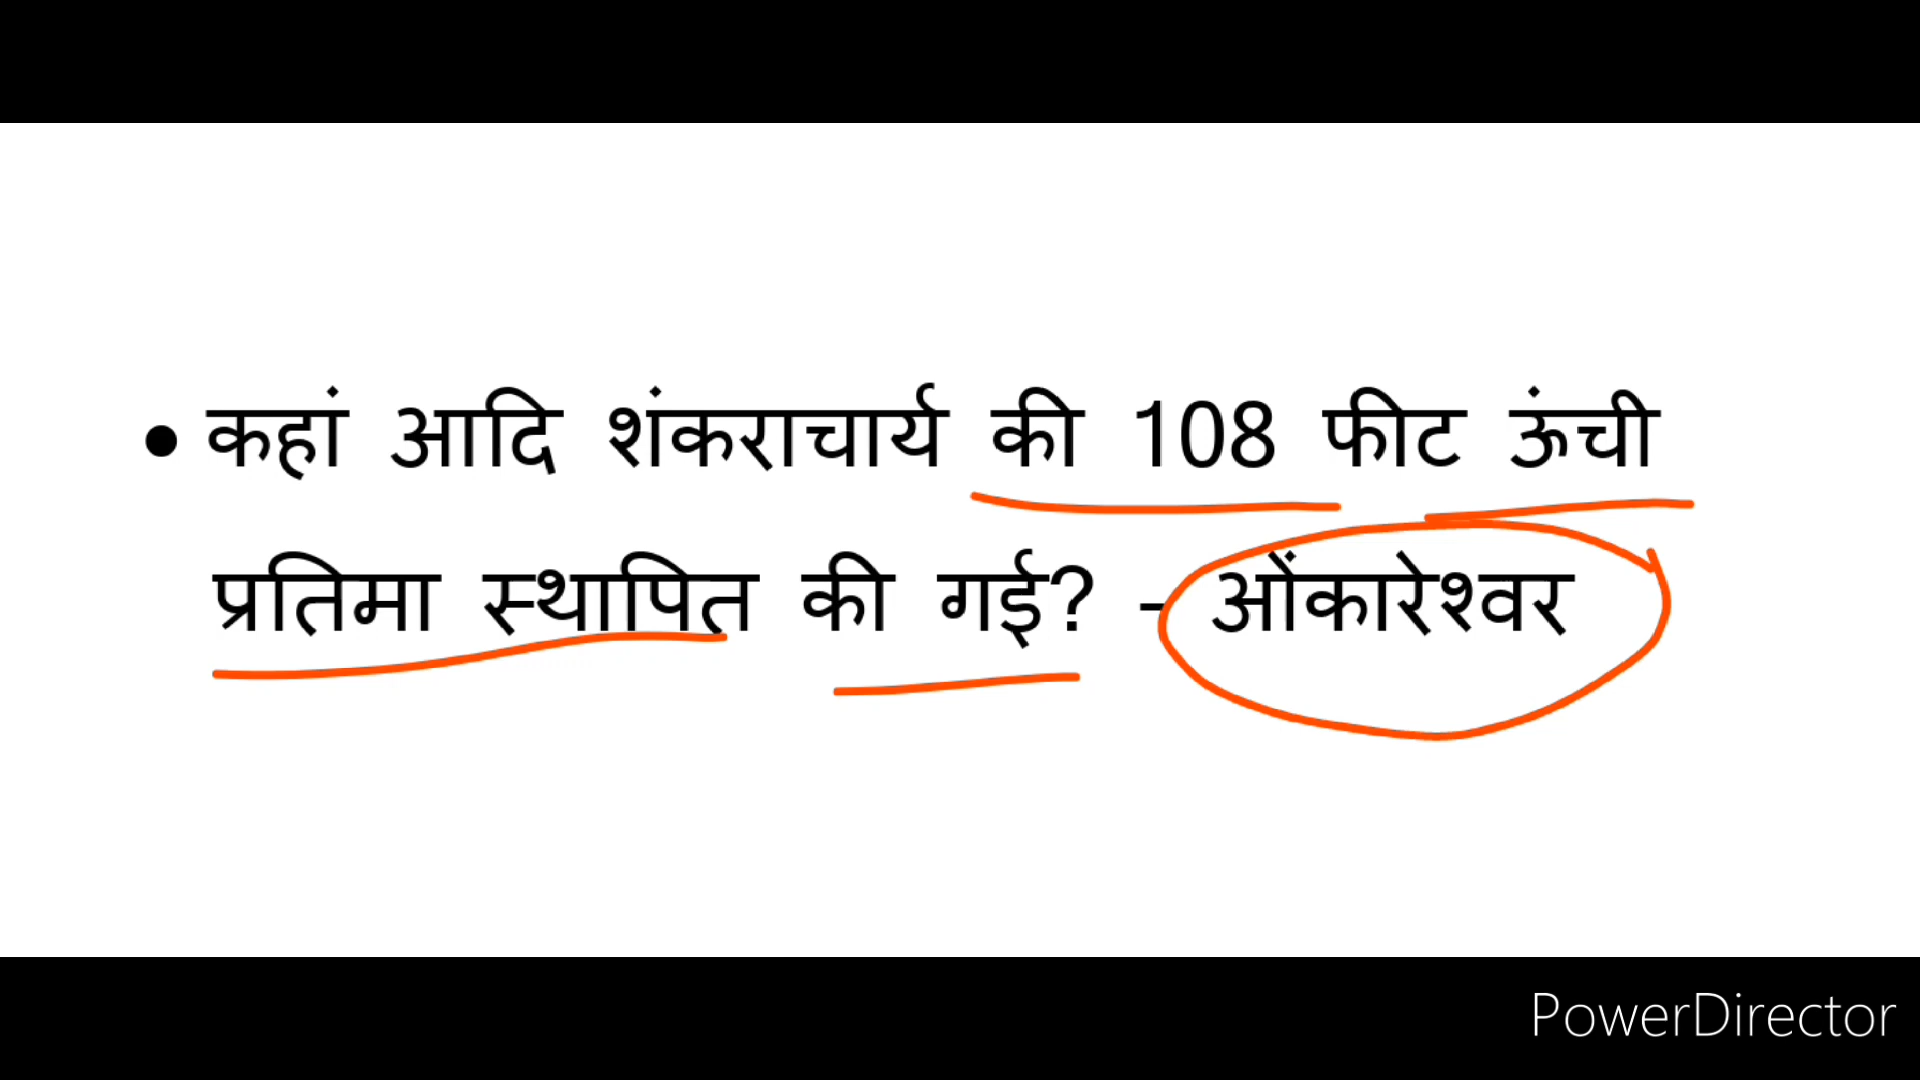 • कहां आदि शंकराचार्य की 108 फीट ऊंची
प्रतिमा स्थापित की गई? - ओंकारेश्वर
PowerDirector